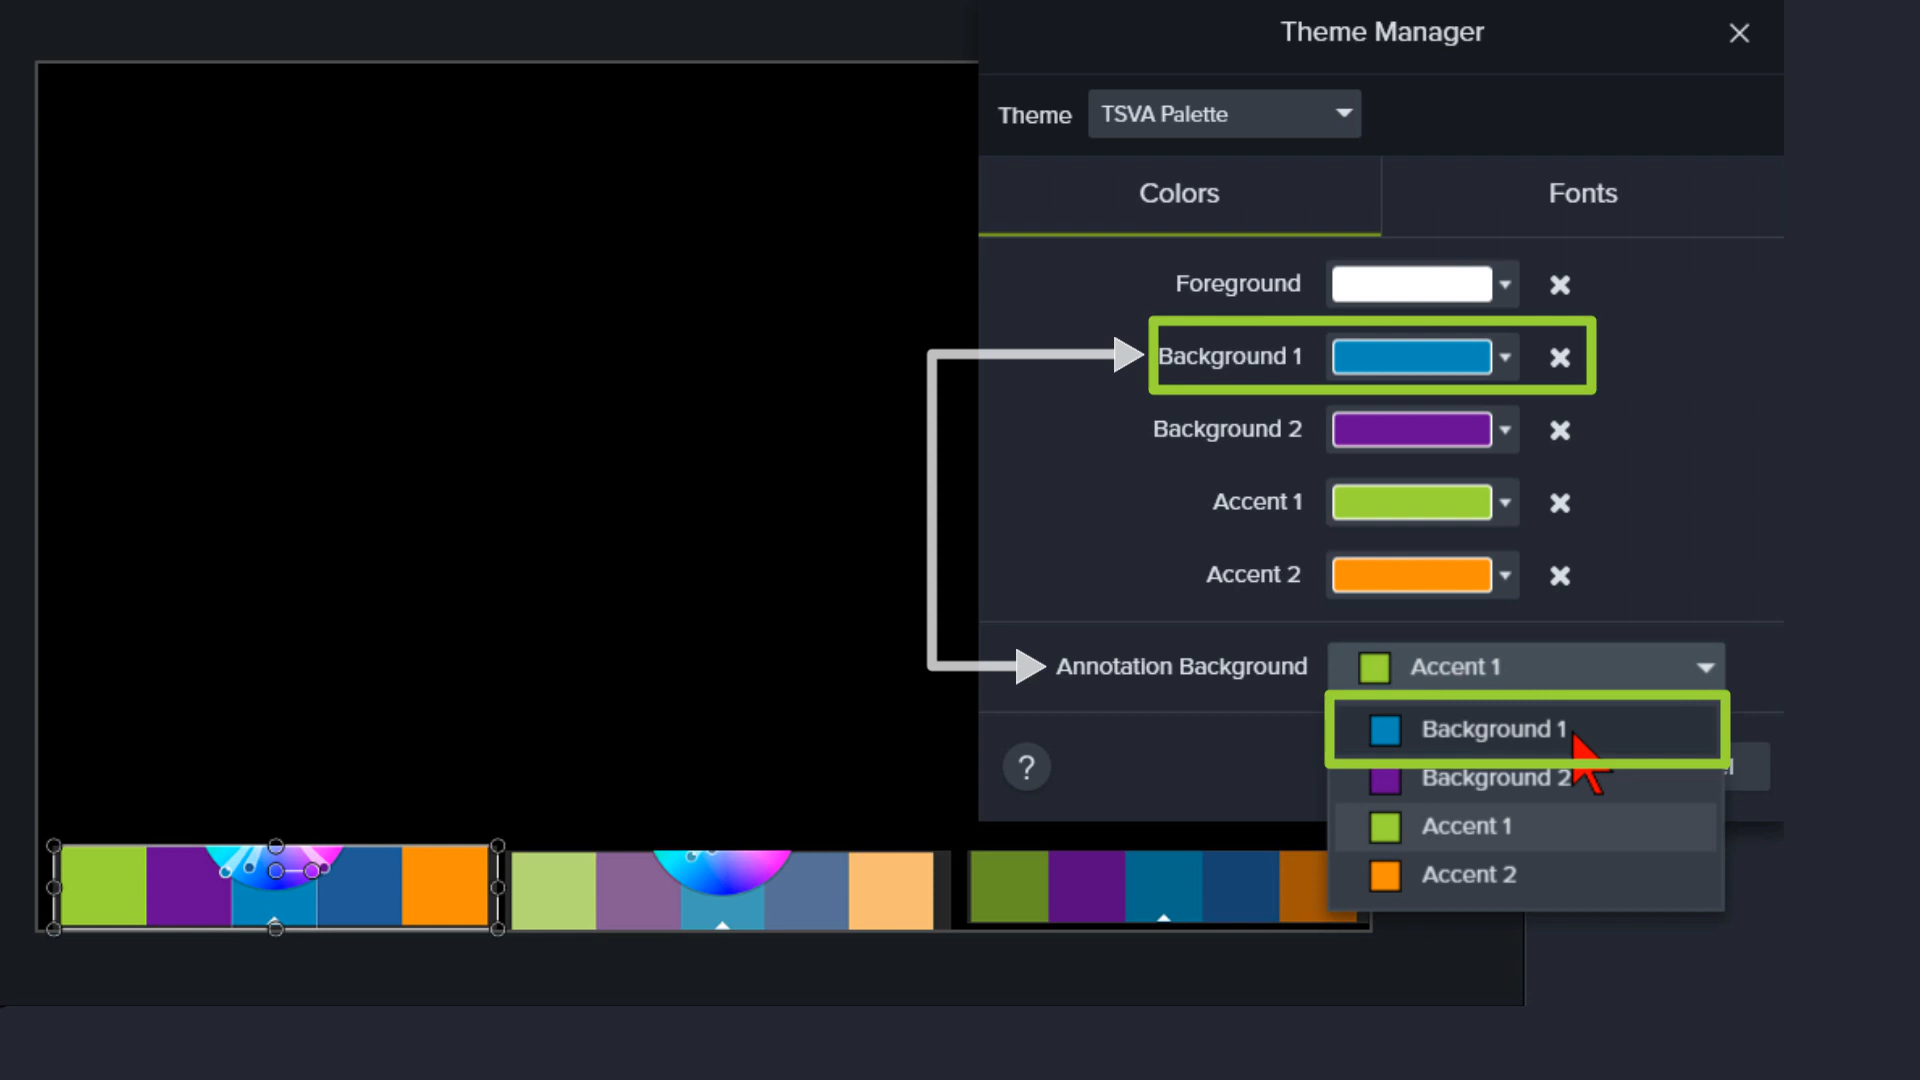 Theme Manager
Theme TSVA Palette
Colors Fonts
Foreground
Background 1
Background 2
Accent 1
Accent 2
Annotation Background Accent 1
Background 1
Background 2
Accent 1
Accent 2
?